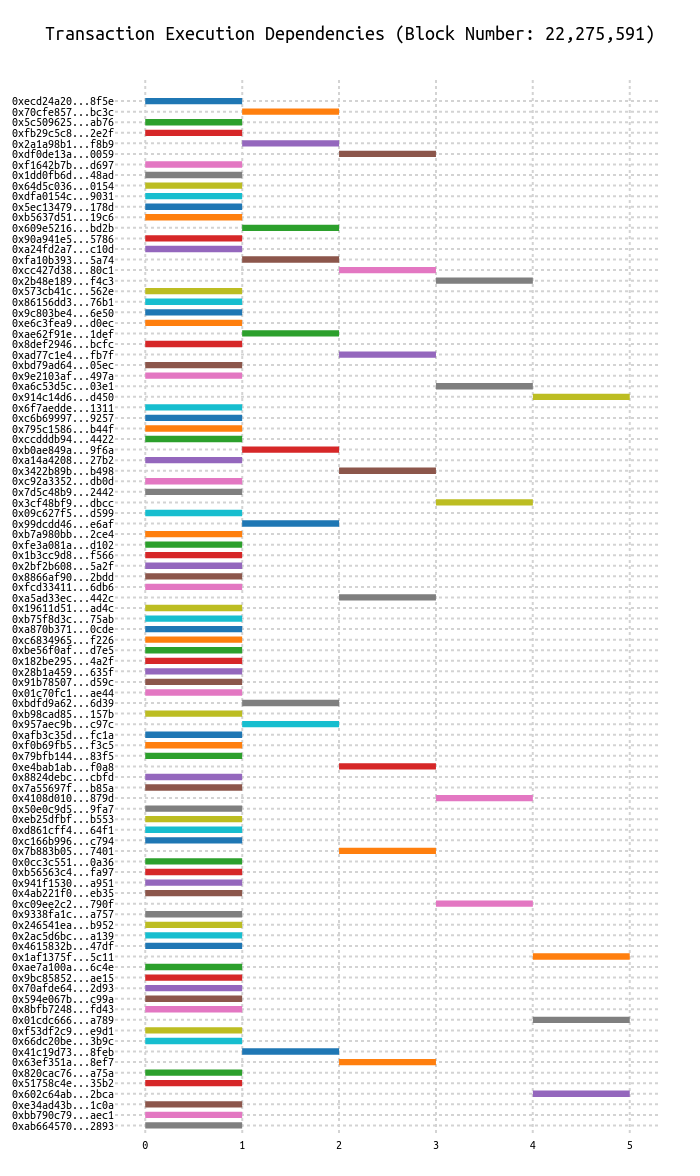 Transaction Execution Dependencies (Block Number: 22,275,591)
0xecd24a20...8f5e
0x70cfe857...bc3c
0x5c509625...ab76
0xfb29c5c8...2e2f
0x2a1a98b1...f8b9
0xdf0de13a...0059
0xf1642b7b...d697
0x1dd0fb6d...48ad
0x64d5c036...0154
0xdfa0154c...9031
0x5ec13479...178d
0xb5637d51...19c6
0x609e5216...bd2b
0x90a941e5...5786
0xa24fd2a7...c10d
0xfa10b393...5a74
0xcc427d38...80c1
0x2b48e189...f4c3
0x573cb41c...562e
0x86156dd3...76b1
0x9c803be4...6e50
0xe6c3fea9...d0ec
0xae62f91e...1def
0x8def2946...bcfc
0xad77c1e4...fb7f
0xbd79ad64...05ec
0x9e2103af...497a
0xa6c53d5c...03e1
0x914c14d6...d450
0x6f7aedde...1311
0xc6b69997...9257
0x795c1586...b44f
0xccdddb94...4422
0xb0ae849a...9f6a
0xa14a4208...27b2
0x3422b89b...b498
0xc92a3352...db0d
0x7d5c48b9...2442
0x3cf48bf9...dbcc
0x09c627f5...d599
0x99dcdd46...e6af
0xb7a980bb...2ce4
0xfe3a081a...d102
0x1b3cc9d8...f566
0x2bf2b608...5a2f
0x8866af90...2bdd
0xfcd33411...6db6
0xa5ad33ec...442c
0x19611d51...ad4c
0xb75f8d3c...75ab
0xa870b371...0cde
0xc6834965...f226
0xbe56f0af...d7e5
0x182be295...4a2f
0x28b1a459...635f
0x91b78507...d59c
0x01c70fc1...ae44
0xbdfd9a62...6d39
0xb98cad85...157b
0x957aec9b...c97c
0xafb3c35d...fc1a
0xf0b69fb5...f3c5
0x79bfb144...83f5
0xe4bab1ab...f0a8
0x8824debc...cbfd
0x7a55697f...b85a
0x4108d010...879d
0x50e0c9d5...9fa7
0xeb25dfbf...b553
0xd861cff4...64f1
0xc166b996...c794
0x7b883b05...7401
0x0cc3c551...0a36
0xb56563c4...fa97
0x941f1530...a951
0x4ab221f0...eb35
0xc09ee2c2...790f
0x9338fa1c...a757
0x246541ea...b952
0x2ac5d6bc...a139
0x4615832b...47df
0x1af1375f...5c11
0xae7a100a...6c4e
0x9bc85852...ae15
0x70afde64...2d93
0x594e067b...c99a
0x8bfb7248...fd43
0x01cdc666...a789
0xf53df2c9...e9d1
0x66dc20be...3b9c
0x41c19d73...8feb
0x63ef351a...8ef7
0x820cac76...a75a
0x51758c4e...35b2
0x602c64ab...2bca
0xe34ad43b...1c0a
0xbb790c79...aec1
0xab664570...2893
0 1 2 3 4 5